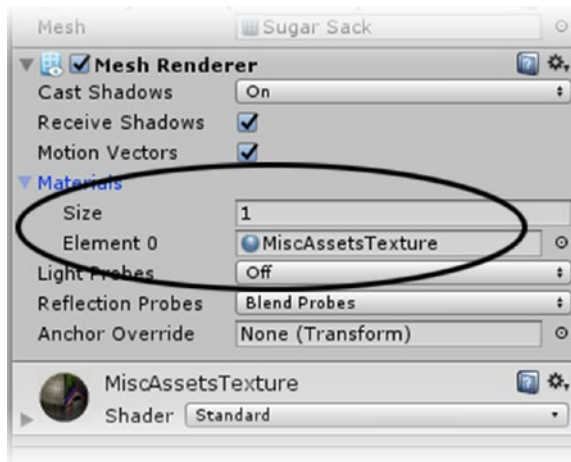 Mesh Sugar Sack
Mesh Renderer
Cast Shadows On
Receive Shadows
Motion Vectors
Materials
Size 1
Element 0 MiscAssetsTexture
Light Probes Off
Reflection Probes Blend Probes
Anchor Override None (Transform)
MiscAssetsTexture
Shader Standard